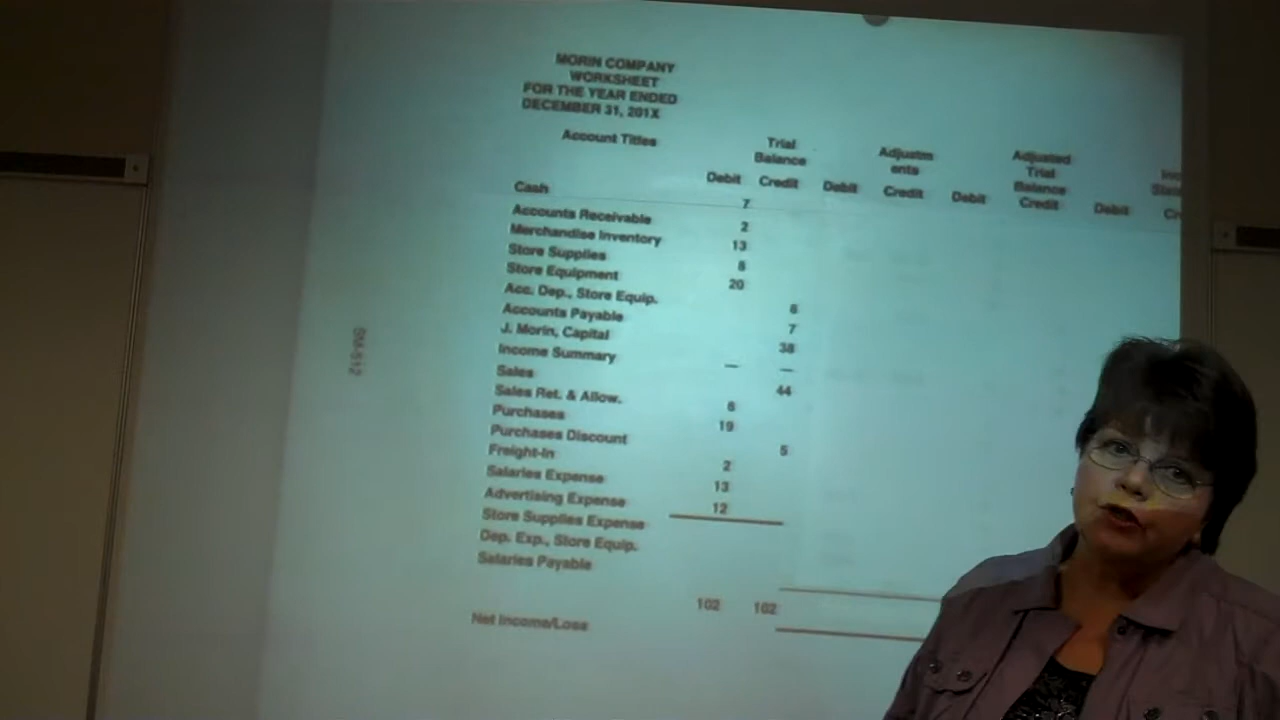 MORIN COMPANY
WORKSHEET
FOR THE YEAR ENDED
DECEMBER 31, 201X
Account Titles
Trial
Balance
Adjustm
ents
Adjusted
Trial
Balance
Debit Credit Debit Credit Debit Credit Debit
Cash 7
Accounts Receivable 2
Merchandise Inventory 13
Store Supplies 8
Store Equipment 20
Acc. Dep., Store Equip. 6
Accounts Payable 7
J. Morin, Capital 38
Income Summary — —
Sales 44
Sales Ret. & Allow. 6
Purchases 19
Purchases Discount 5
Freight-In 2
Salaries Expense 13
Advertising Expense 12
Store Supplies Expense
Dep. Exp., Store Equip.
Salaries Payable
102 102
Net Income/Loss
SM-512